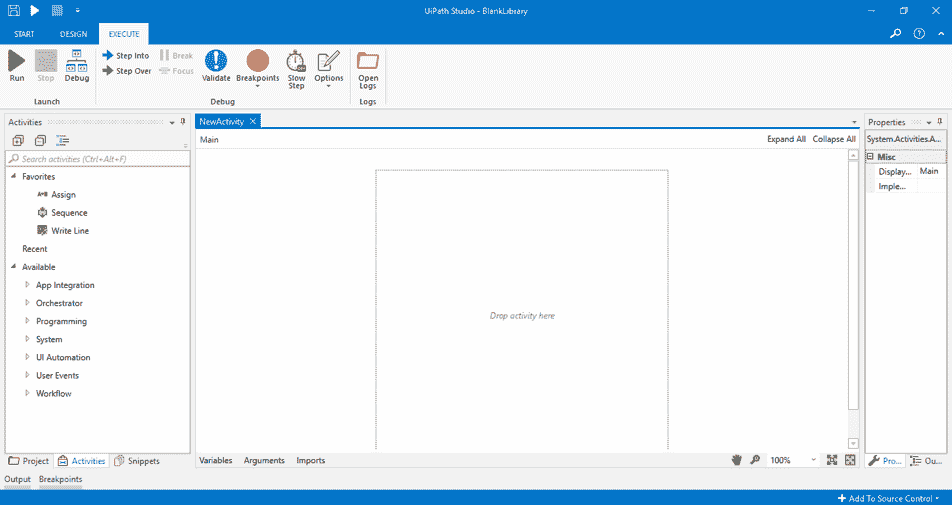 UiPath Studio - BlankLibrary
START DESIGN EXECUTE
Run Stop Debug Step Into Step Over Break Focus Validate Breakpoints Slow Step Options Open Logs
Launch Debug Logs
Activities
Search activities (Ctrl+Alt+F)
Favorites
Assign
Sequence
Write Line
Recent
Available
App Integration
Orchestrator
Programming
System
UI Automation
User Events
Workflow
Project Activities Snippets
NewActivity
Main Expand All Collapse All
Drop activity here
Variables Arguments Imports 100%
Properties
System.Activities.A...
Misc
Display... Main
Imple...
Pro... Ou...
Output Breakpoints
Add To Source Control